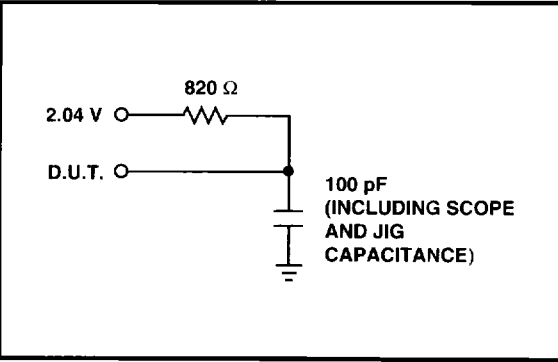 820 Ω
2.04 V
D.U.T.
100 pF
(INCLUDING SCOPE
AND JIG
CAPACITANCE)